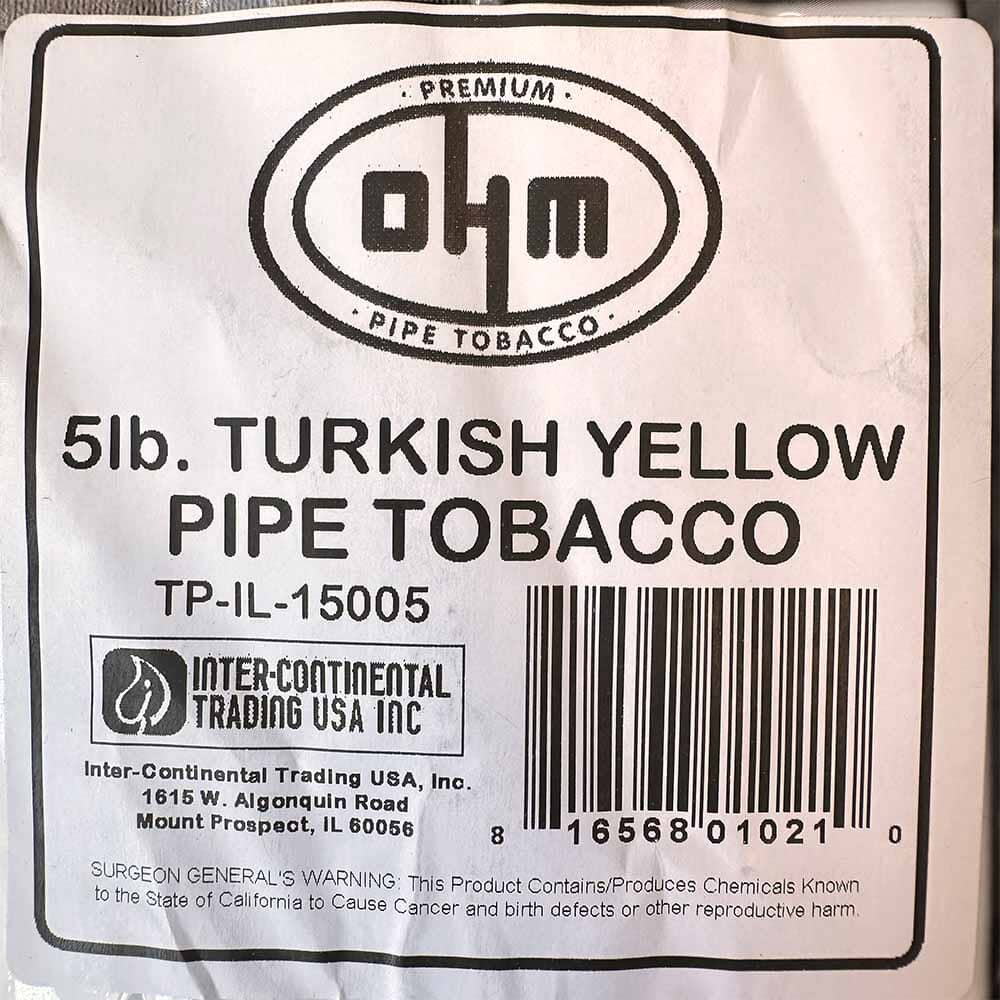 · PREMIUM ·
OHM
· PIPE TOBACCO ·
5lb. TURKISH YELLOW
PIPE TOBACCO
TP-IL-15005
INTER-CONTINENTAL
TRADING USA INC
Inter-Continental Trading USA, Inc.
1615 W. Algonquin Road
Mount Prospect, IL 60056
8 16568 01021 0
SURGEON GENERAL'S WARNING: This Product Contains/Produces Chemicals Known
to the State of California to Cause Cancer and birth defects or other reproductive harm.